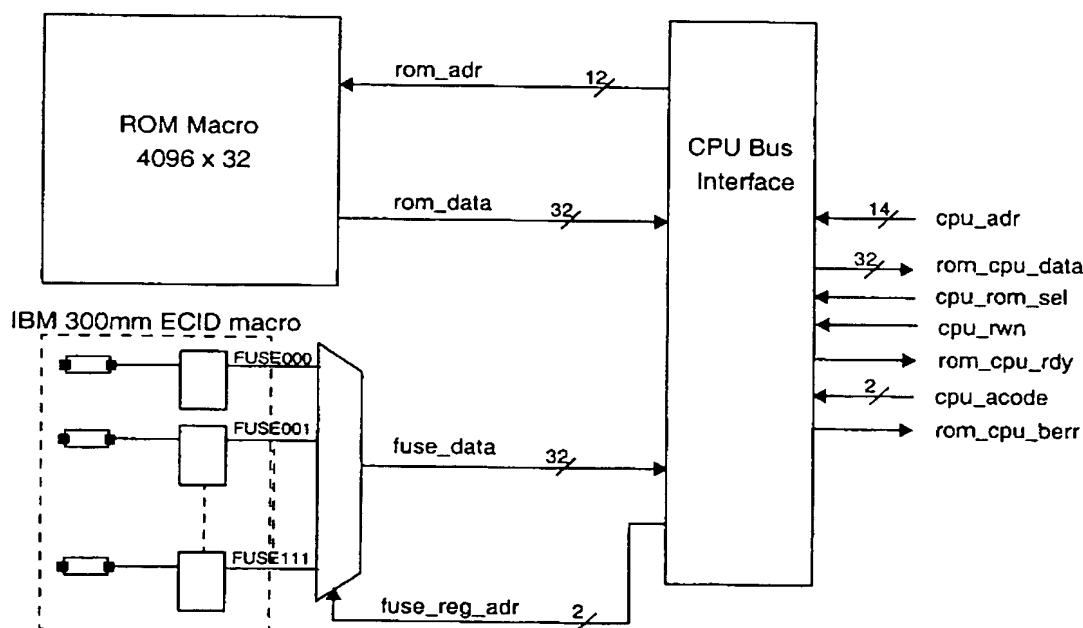 rom_adr
12
ROM Macro
4096 x 32
CPU Bus
Interface
rom_data
32
14
cpu_adr
32
rom_cpu_data
cpu_rom_sel
cpu_rwn
rom_cpu_rdy
2
cpu_acode
rom_cpu_berr
IBM 300mm ECID macro
FUSE000
FUSE001
fuse_data
32
FUSE111
fuse_reg_adr
2